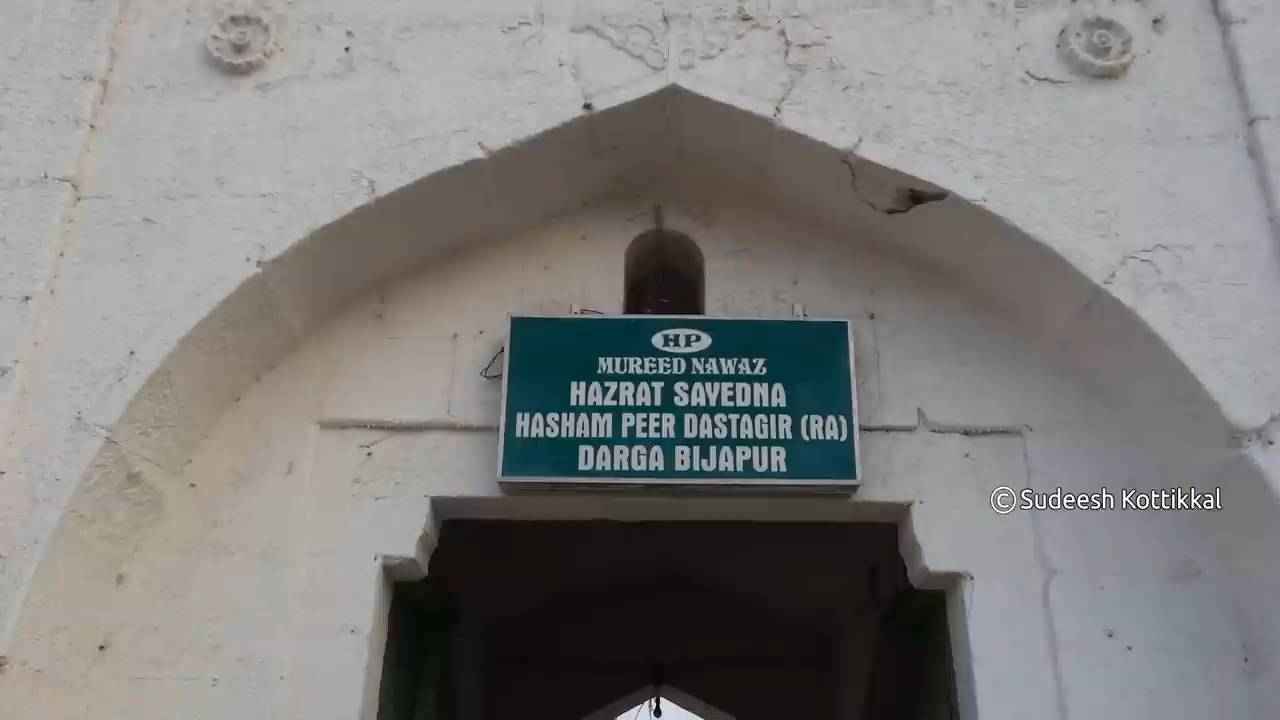 HP
MUREED NAWAZ
HAZRAT SAYEDNA
HASHAM PEER DASTAGIR (RA)
DARGA BIJAPUR
©Sudeesh Kottikkal